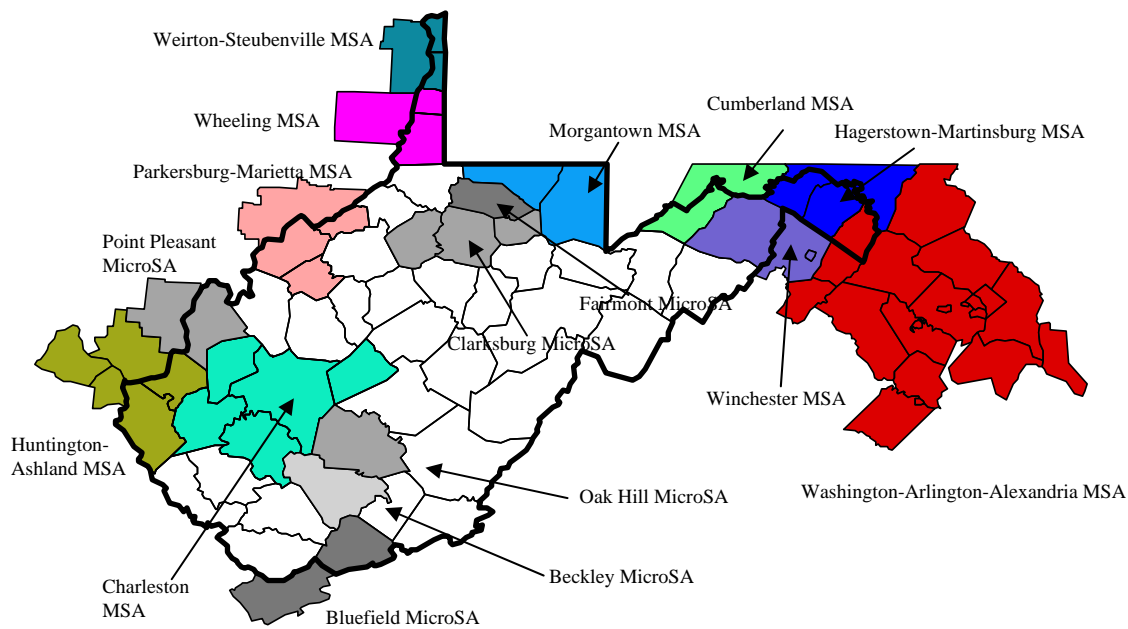 Weirton-Steubenville MSA
Wheeling MSA
Cumberland MSA
Morgantown MSA
Hagerstown-Martinsburg MSA
Parkersburg-Marietta MSA
Point Pleasant
MicroSA
Fairmont MicroSA
Clarksburg MicroSA
Winchester MSA
Huntington-
Ashland MSA
Oak Hill MicroSA
Washington-Arlington-Alexandria MSA
Beckley MicroSA
Charleston
MSA
Bluefield MicroSA